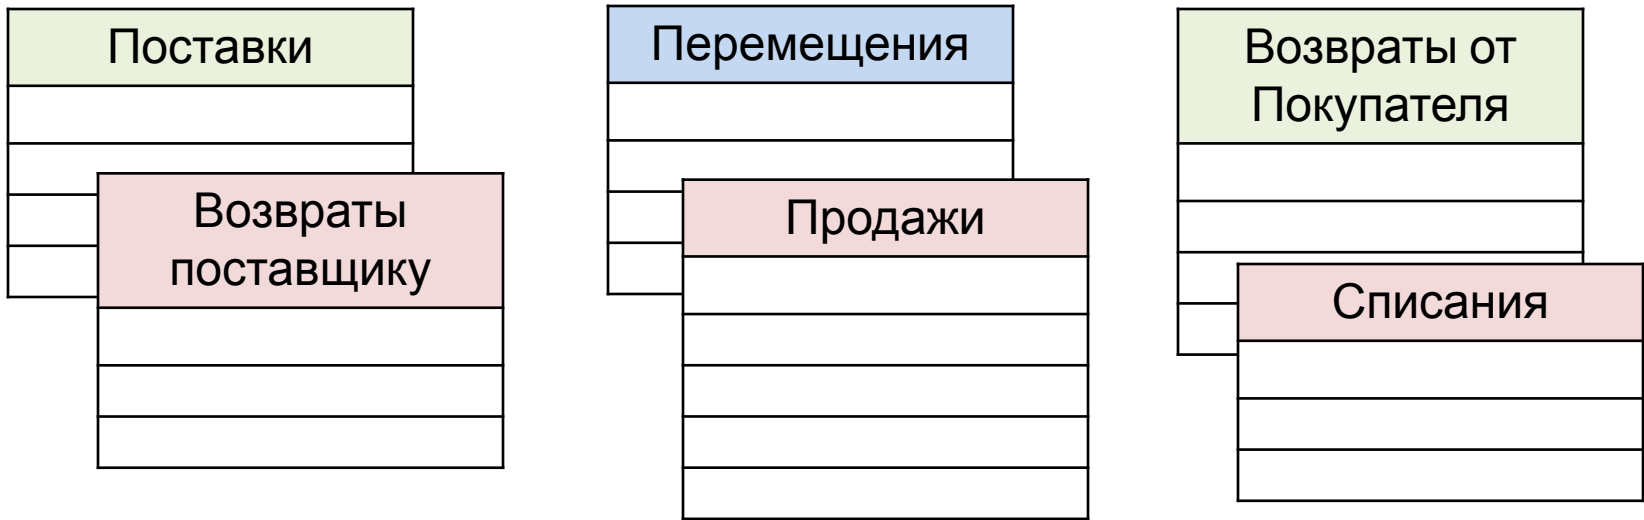 Поставки
Возвраты
поставщику
Перемещения
Продажи
Возвраты от
Покупателя
Списания